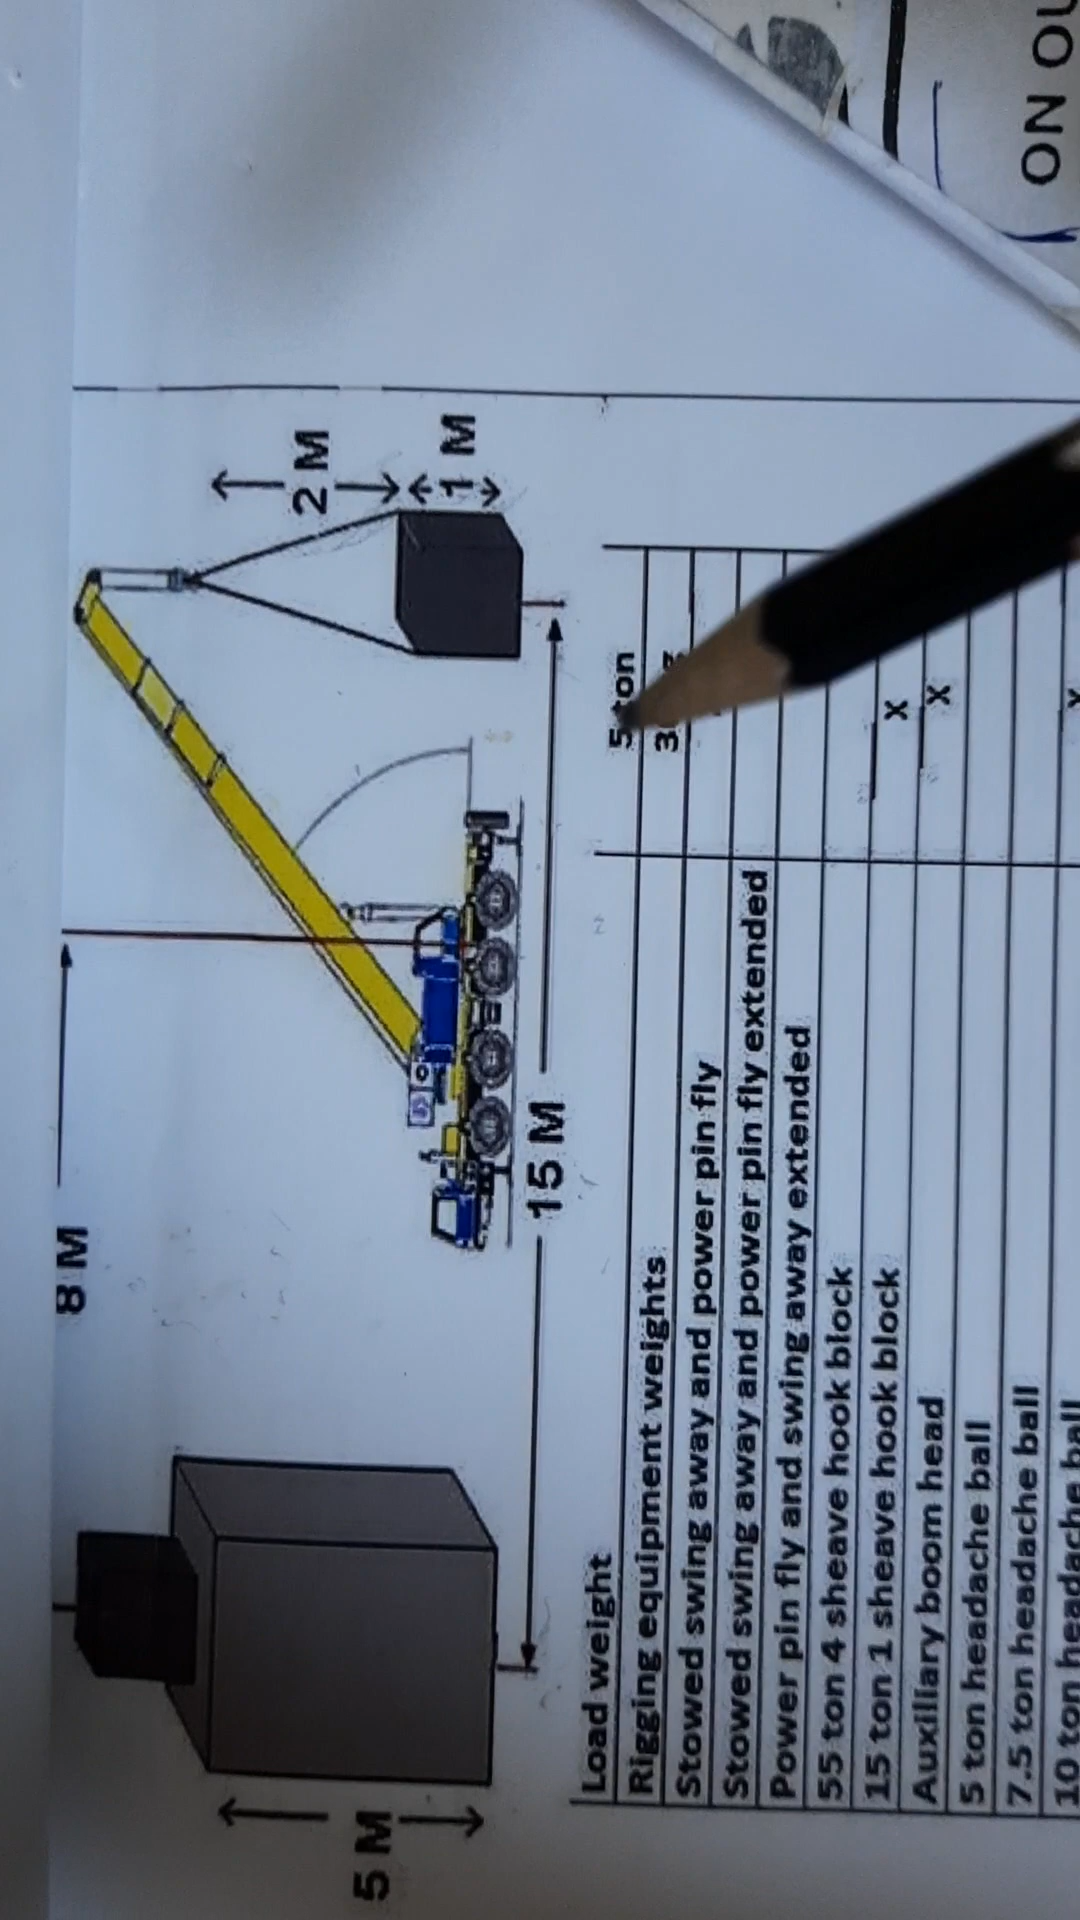 8 M
2 M
1 M
5 M
15 M
Load weight
Rigging equipment weights
Stowed swing away and power pin fly
Stowed swing away and power pin fly extended
Power pin fly and swing away extended
55 ton 4 sheave hook block
15 ton 1 sheave hook block X
Auxiliary boom head X
5 ton headache ball
7.5 ton headache ball
10 ton headache ball X
ON